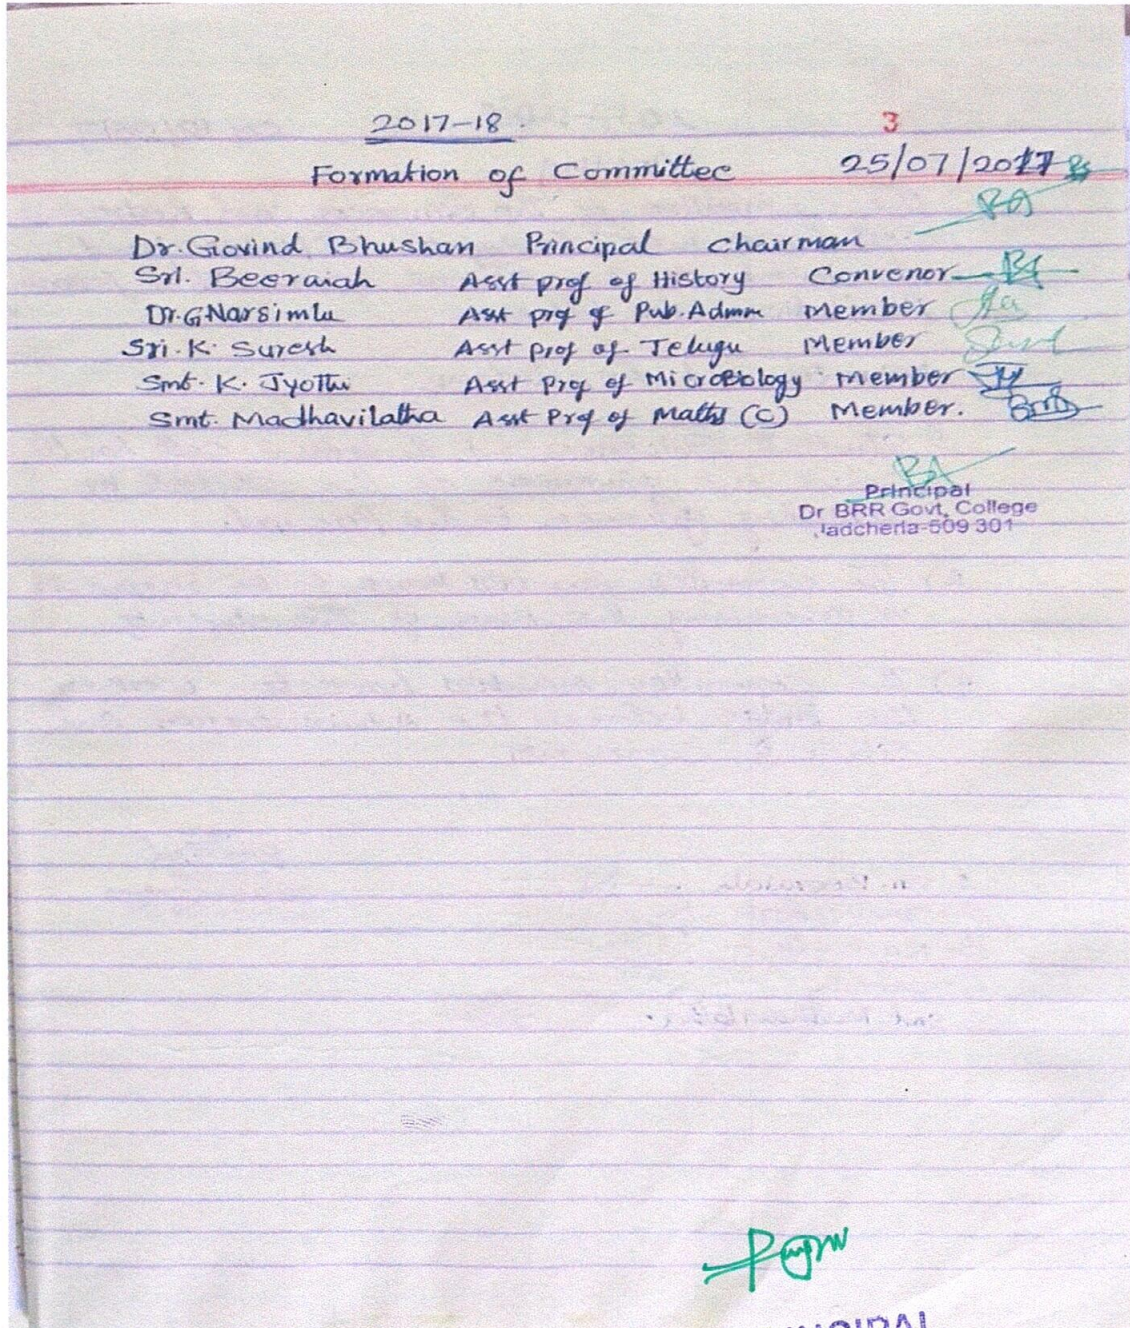 3
2017-18.
Formation of Committee 25/07/2017
Dr. Govind Bhushan Principal Chairman
Sri. Beeraiah Asst prof of History Convenor
Dr. G Narsimlu Asst prof of Pub. Admn Member
Sri. K. Suresh Asst prof of Telugu Member
Smt. K. Jyothi Asst Prof of MicroBiology Member
Smt. Madhavilatha Asst Prof of Maths (C) Member.
Principal
Dr BRR Govt. College
Jadcherla-509 301